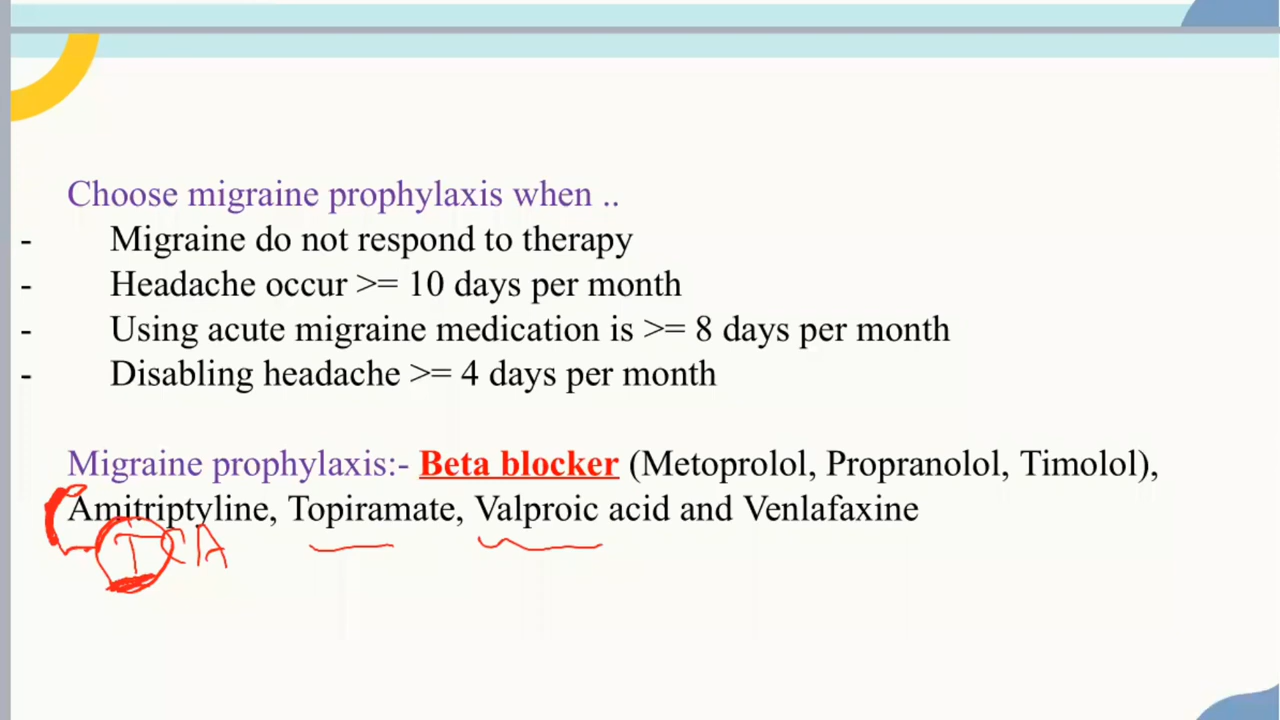 Choose migraine prophylaxis when ..
- Migraine do not respond to therapy
- Headache occur >= 10 days per month
- Using acute migraine medication is >= 8 days per month
- Disabling headache >= 4 days per month
Migraine prophylaxis:- Beta blocker (Metoprolol, Propranolol, Timolol),
Amitriptyline, Topiramate, Valproic acid and Venlafaxine
TCA